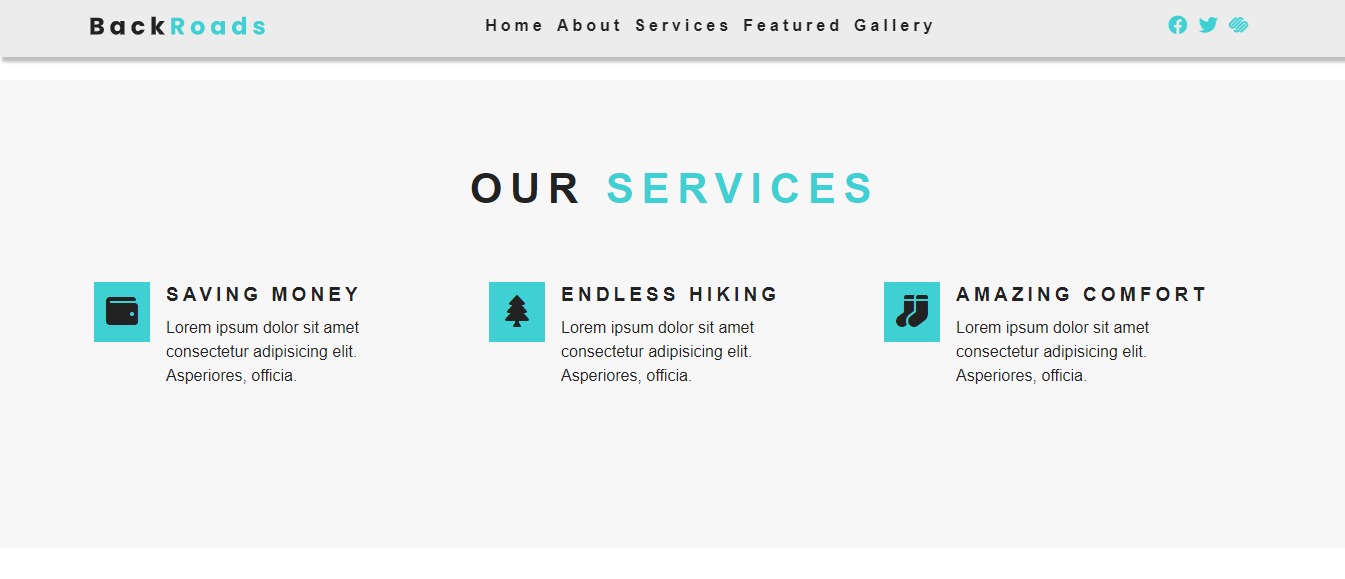 BackRoads
Home About Services Featured Gallery
OUR SERVICES
SAVING MONEY
Lorem ipsum dolor sit amet
consectetur adipisicing elit.
Asperiores, officia.
ENDLESS HIKING
Lorem ipsum dolor sit amet
consectetur adipisicing elit.
Asperiores, officia.
AMAZING COMFORT
Lorem ipsum dolor sit amet
consectetur adipisicing elit.
Asperiores, officia.